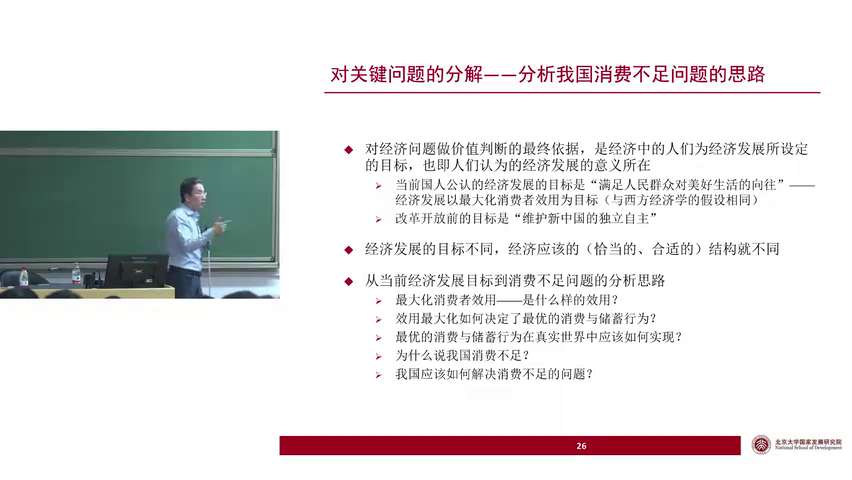 对关键问题的分解——分析我国消费不足问题的思路
对经济问题做价值判断的最终依据，是经济中的人们为经济发展所设定
的目标，也即人们认为的经济发展的意义所在
当前国人公认的经济发展的目标是“满足人民群众对美好生活的向往”——
经济发展以最大化消费者效用为目标（与西方经济学的假设相同）
改革开放前的目标是“维护新中国的独立自主”
经济发展的目标不同，经济应该的（恰当的、合适的）结构就不同
从当前经济发展目标到消费不足问题的分析思路
最大化消费者效用——是什么样的效用？
效用最大化如何决定了最优的消费与储蓄行为？
最优的消费与储蓄行为在真实世界中应该如何实现？
为什么说我国消费不足？
我国应该如何解决消费不足的问题？
26
北京大学国家发展研究院
National School of Development